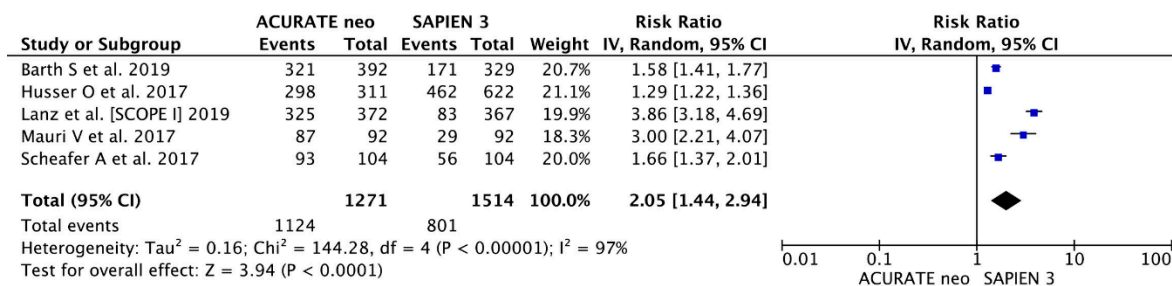 ACURATE neo SAPIEN 3 Risk Ratio Risk Ratio
Study or Subgroup Events Total Events Total Weight IV, Random, 95% CI IV, Random, 95% CI
Barth S et al. 2019 321 392 171 329 20.7% 1.58 [1.41, 1.77]
Husser O et al. 2017 298 311 462 622 21.1% 1.29 [1.22, 1.36]
Lanz et al. [SCOPE I] 2019 325 372 83 367 19.9% 3.86 [3.18, 4.69]
Mauri V et al. 2017 87 92 29 92 18.3% 3.00 [2.21, 4.07]
Scheafer A et al. 2017 93 104 56 104 20.0% 1.66 [1.37, 2.01]
Total (95% CI) 1271 1514 100.0% 2.05 [1.44, 2.94]
Total events 1124 801
Heterogeneity: Tau² = 0.16; Chi² = 144.28, df = 4 (P < 0.00001); I² = 97%
Test for overall effect: Z = 3.94 (P < 0.0001)
0.01 0.1 1 10 100
ACURATE neo SAPIEN 3